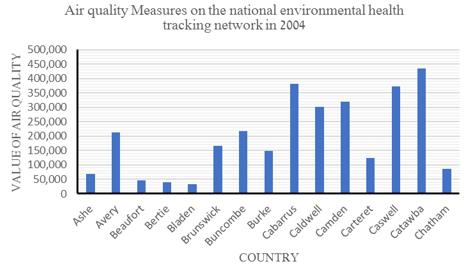 Air quality Measures on the national environmental health
tracking network in 2004
VALUE OF AIR QUALITY
500,000
450,000
400,000
350,000
300,000
250,000
200,000
150,000
100,000
50,000
0
Ashe
Avery
Beaufort
Bertie
Bladen
Brunswick
Buncombe
Burke
Cabarrus
Caldwell
Camden
Carteret
Caswell
Catawba
Chatham
COUNTRY